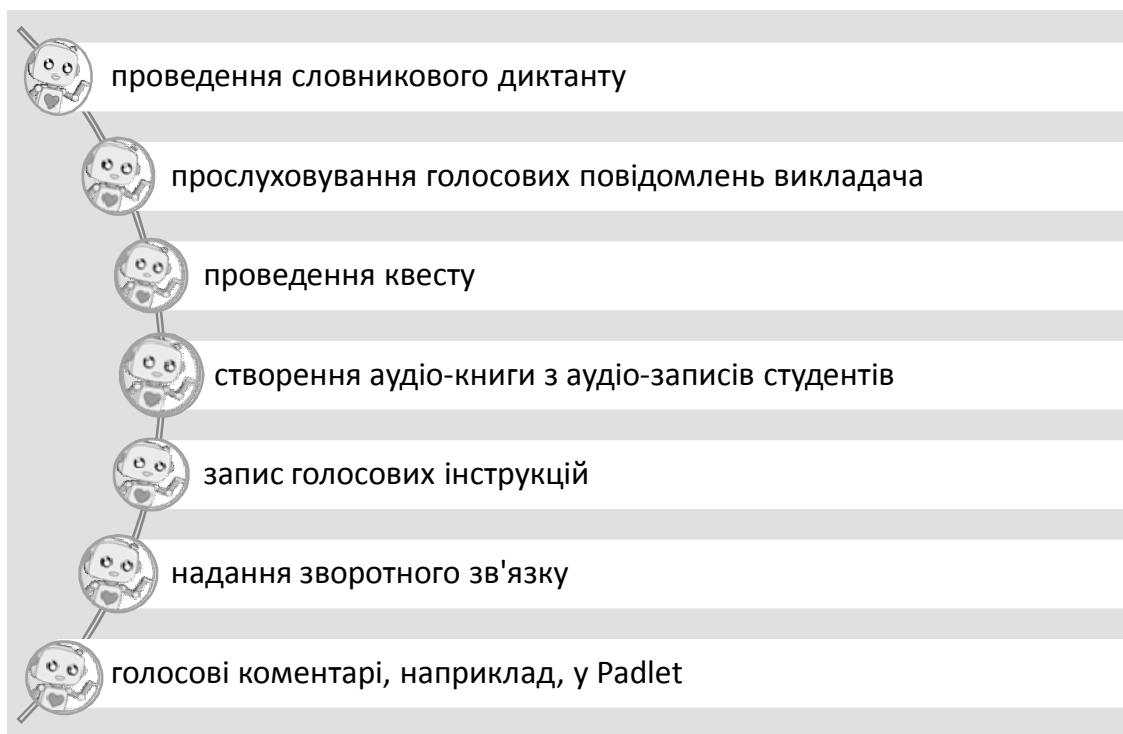 проведення словникового диктанту
прослуховування голосових повідомлень викладача
проведення квесту
створення аудіо-книги з аудіо-записів студентів
запис голосових інструкцій
надання зворотного зв'язку
голосові коментарі, наприклад, у Padlet